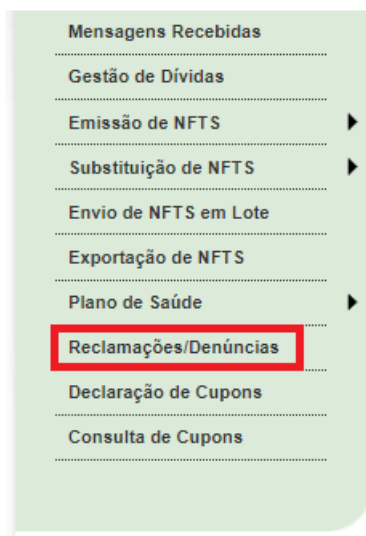 Mensagens Recebidas
Gestão de Dívidas
Emissão de NFTS
Substituição de NFTS
Envio de NFTS em Lote
Exportação de NFTS
Plano de Saúde
Reclamações/Denúncias
Declaração de Cupons
Consulta de Cupons